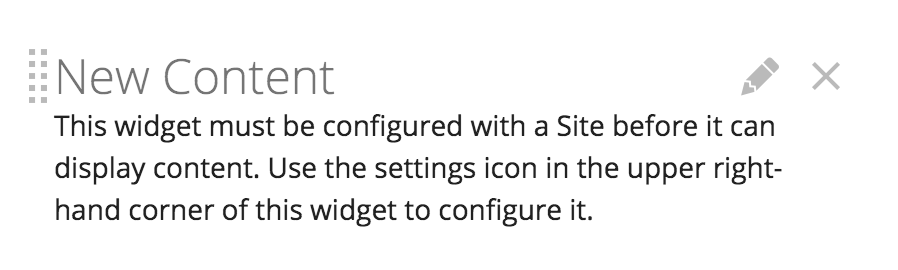 New Content
This widget must be configured with a Site before it can
display content. Use the settings icon in the upper right-
hand corner of this widget to configure it.